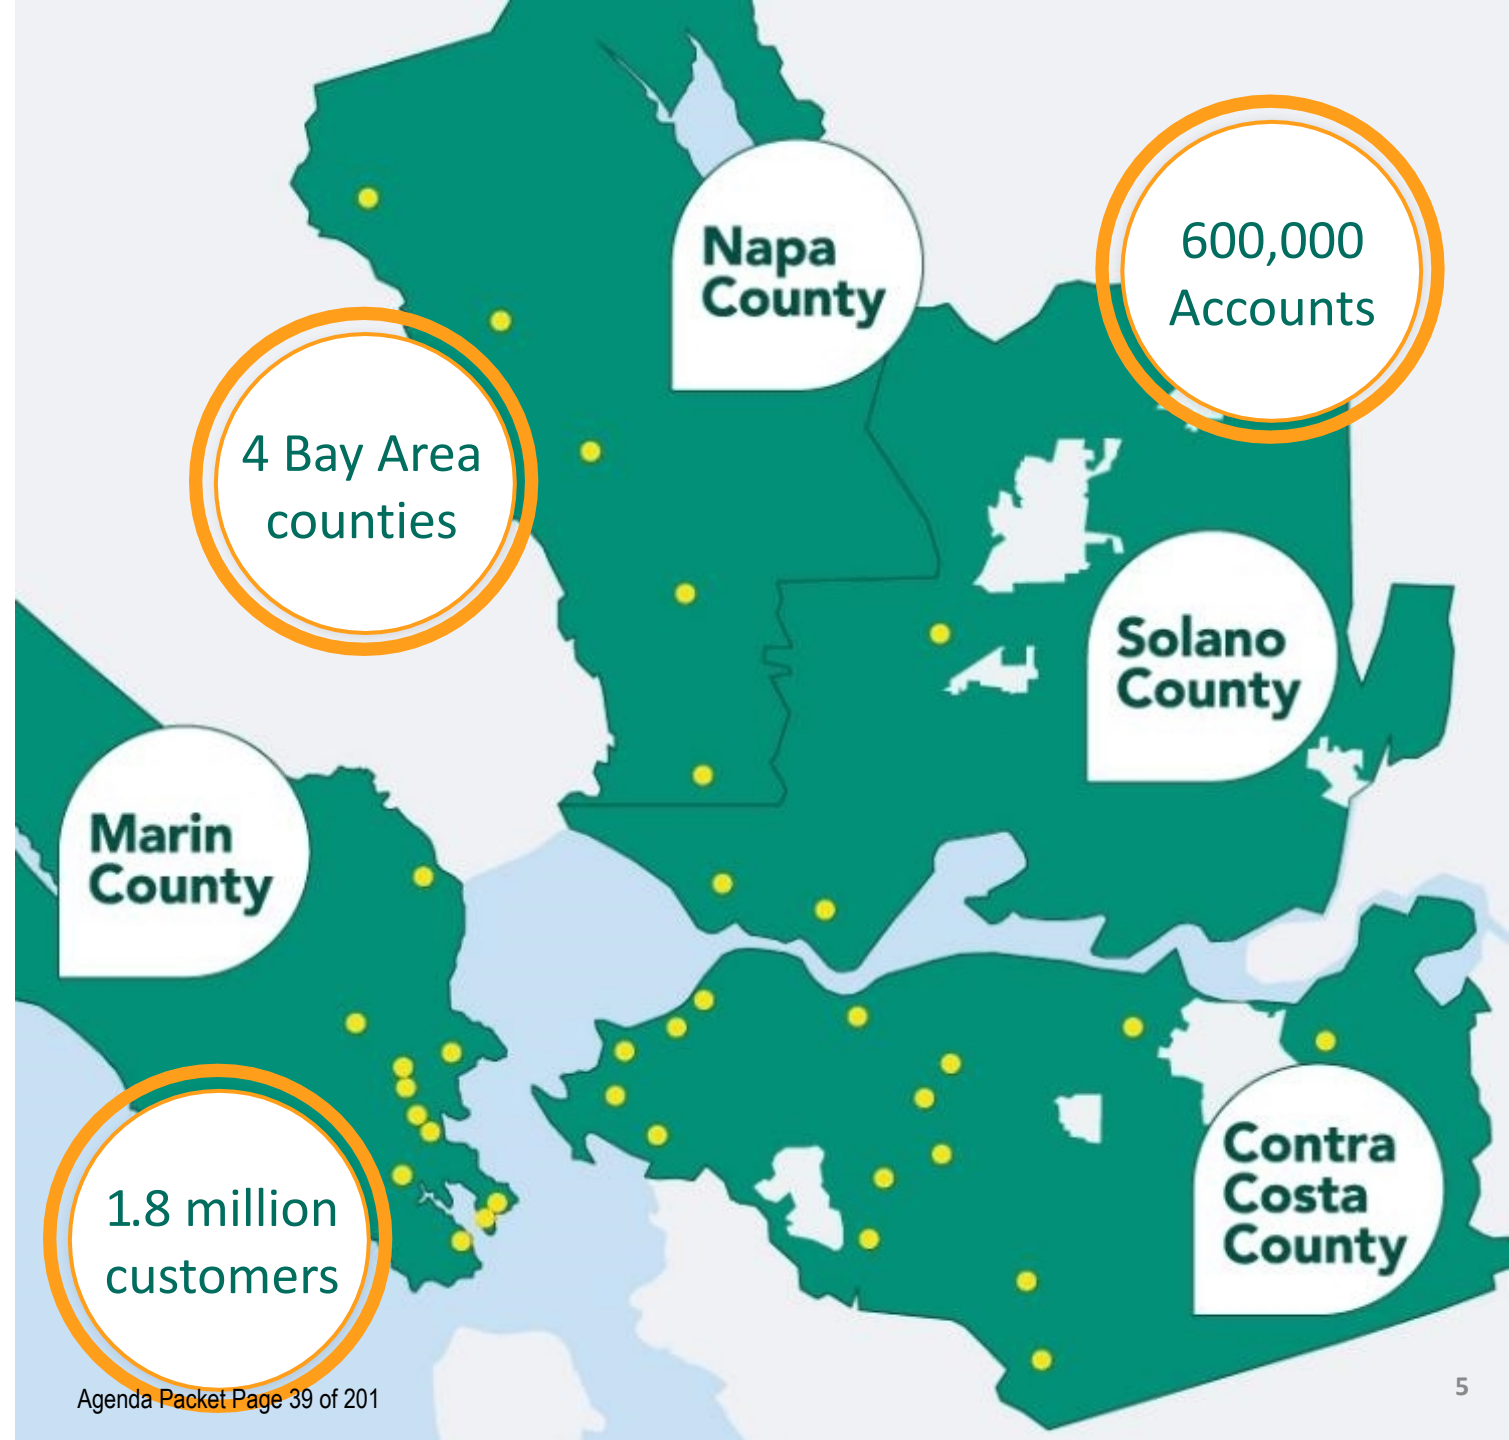 Napa
County
600,000
Accounts
4 Bay Area
counties
Solano
County
Marin
County
Contra
Costa
County
1.8 million
customers
Agenda Packet Page 39 of 201
5